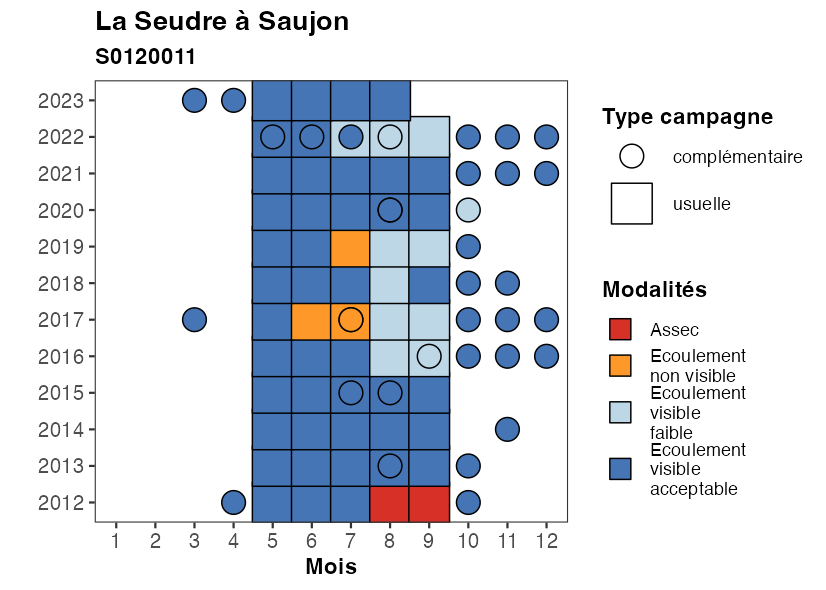 La Seudre à Saujon
S0120011
2023
2022
2021
2020
2019
2018
2017
2016
2015
2014
2013
2012
1 2 3 4 5 6 7 8 9 10 11 12
Mois
Type campagne
complémentaire
usuelle
Modalités
Assec
Ecoulement
non visible
Ecoulement
visible
faible
Ecoulement
visible
acceptable